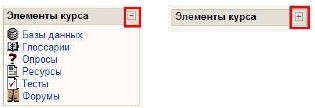 Элементы курса
Базы данных
Глоссарии
Опросы
Ресурсы
Тесты
Форумы
Элементы курса